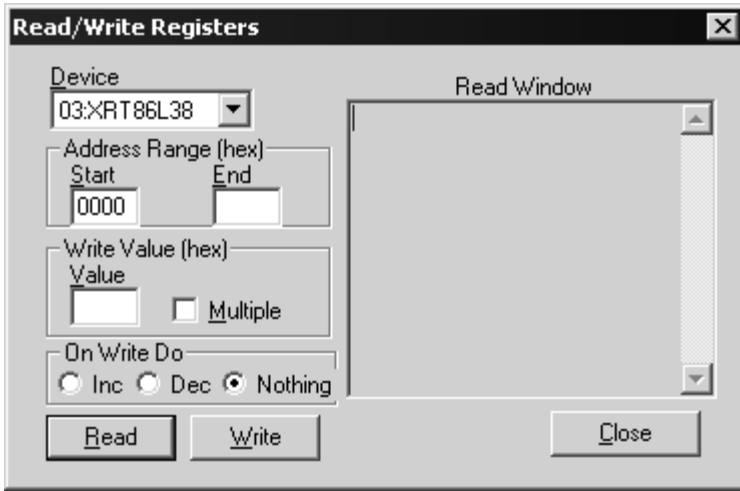 Read/Write Registers
Device
03:XRT86L38
Address Range (hex)
Start End
0000
Write Value (hex)
Value
Multiple
On Write Do
Inc Dec Nothing
Read Write
Read Window
Close